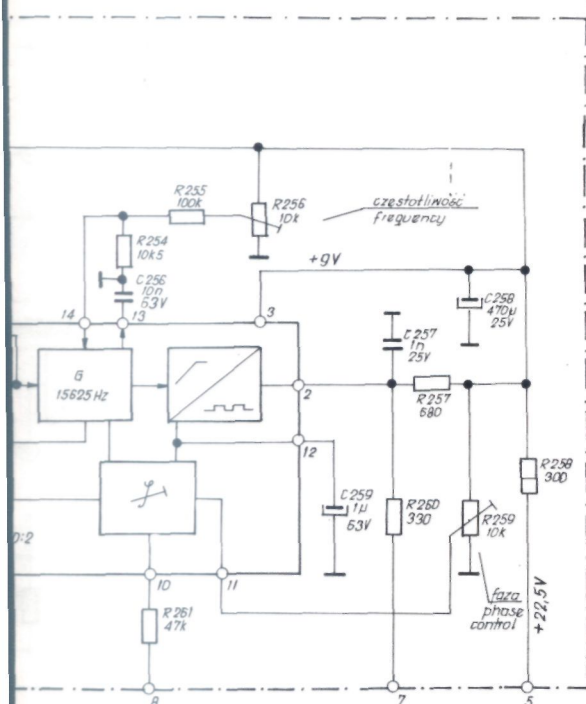 R255
100k
R256
10k
częstotliwość
frequency
R254
10k5
C256
10n
63V
+9V
14
13
3
C258
470µ
25V
C257
1n
25V
G
15625Hz
2
R257
680
12
R258
300
C259
1µ
63V
R260
330
R259
10k
0:2
10
11
faza
phase
control
+22,5V
R261
47k
8
7
5